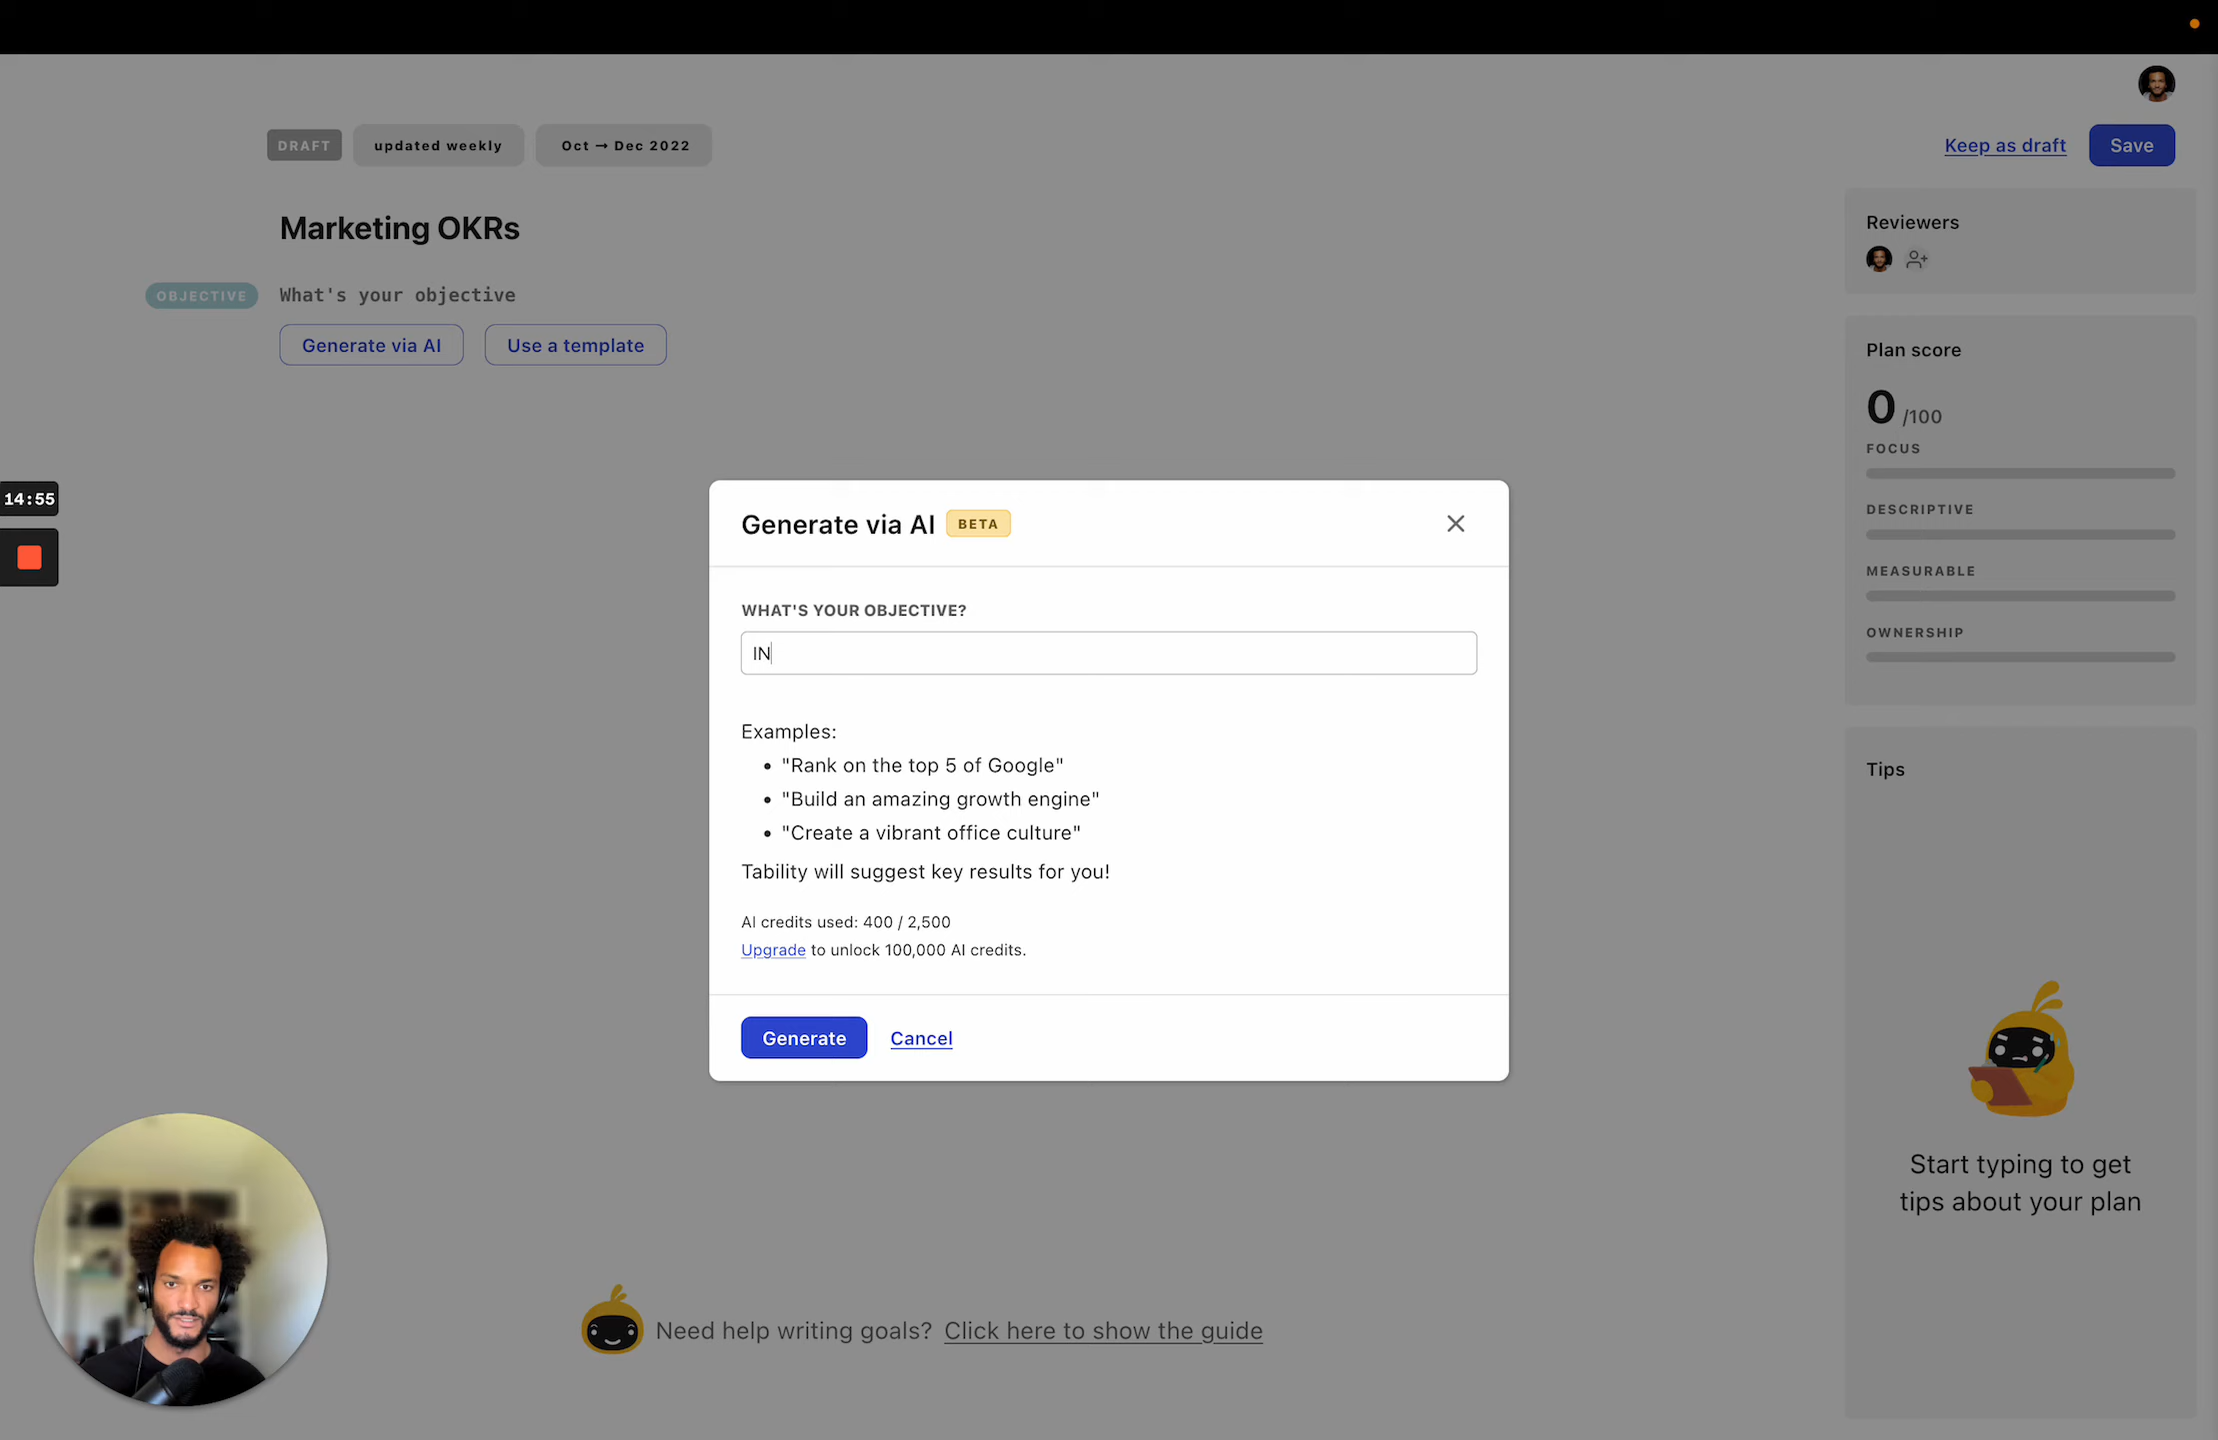 DRAFT
updated weekly
Oct → Dec 2022
Keep as draft
Save
Marketing OKRs
OBJECTIVE
What's your objective
Generate via AI
Use a template
Reviewers
Plan score
0 /100
FOCUS
DESCRIPTIVE
MEASURABLE
OWNERSHIP
14:55
Generate via AI
BETA
WHAT'S YOUR OBJECTIVE?
IN
Examples:
"Rank on the top 5 of Google"
"Build an amazing growth engine"
"Create a vibrant office culture"
Tability will suggest key results for you!
AI credits used: 400 / 2,500
Upgrade to unlock 100,000 AI credits.
Generate
Cancel
Tips
Start typing to get
tips about your plan
Need help writing goals? Click here to show the guide